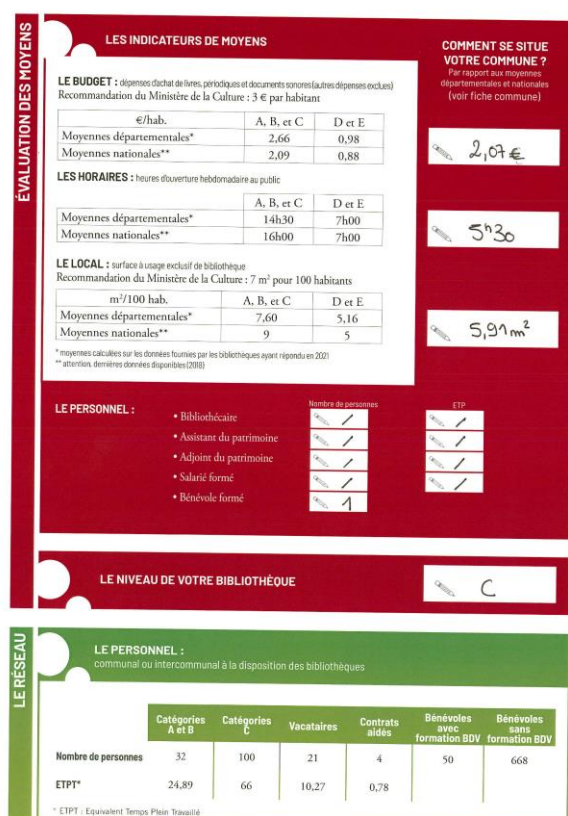 ÉVALUATION DES MOYENS
LES INDICATEURS DE MOYENS
COMMENT SE SITUE
VOTRE COMMUNE ?
Par rapport aux moyennes
départementales et nationales
(voir fiche commune)
LE BUDGET : dépenses d'achat de livres, périodiques et documents sonores (autres dépenses exclues)
Recommandation du Ministère de la Culture : 3 € par habitant
€/hab. A, B, et C D et E
Moyennes départementales* 2,66 0,98
Moyennes nationales** 2,09 0,88
2,07 €
LES HORAIRES : heures d'ouverture hebdomadaire au public
A, B, et C D et E
Moyennes départementales* 14h30 7h00
Moyennes nationales** 16h00 7h00
5h30
LE LOCAL : surface à usage exclusif de bibliothèque
Recommandation du Ministère de la Culture : 7 m² pour 100 habitants
m²/100 hab. A, B, et C D et E
Moyennes départementales* 7,60 5,16
Moyennes nationales** 9 5
5,91 m²
* moyennes calculées sur les données fournies par les bibliothèques ayant répondu en 2021
** attention, dernières données disponibles (2018)
LE PERSONNEL :
Nombre de personnes ETP
• Bibliothécaire / /
• Assistant du patrimoine / /
• Adjoint du patrimoine / /
• Salarié formé / /
• Bénévole formé 1
LE NIVEAU DE VOTRE BIBLIOTHÈQUE
C
LE RÉSEAU
LE PERSONNEL :
communal ou intercommunal à la disposition des bibliothèques
Catégories A et B Catégories C Vacataires Contrats aidés Bénévoles avec formation BDV Bénévoles sans formation BDV
Nombre de personnes 32 100 21 4 50 668
ETPT* 24,89 66 10,27 0,78
* ETPT : Equivalent Temps Plein Travaillé